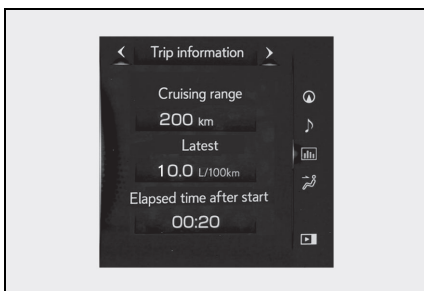 Trip information
Cruising range
200 km
Latest
10.0 L/100km
Elapsed time after start
00:20